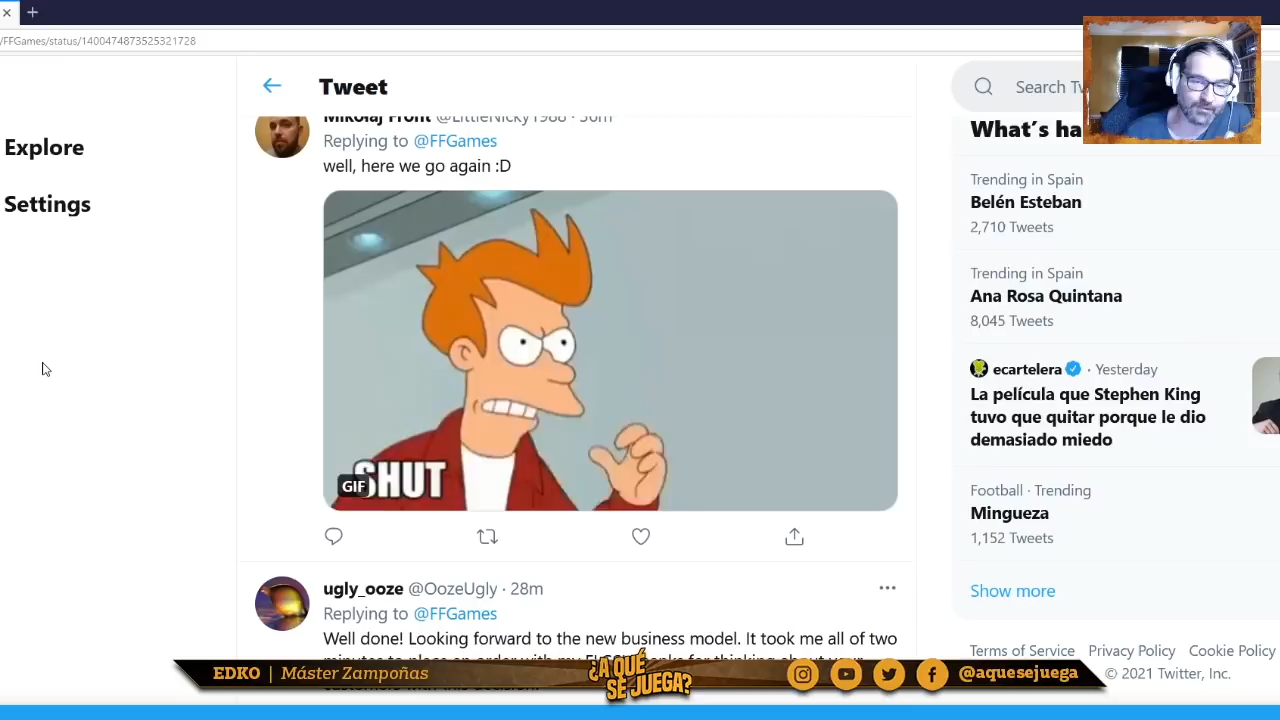 /FFGames/status/1400474873525321728
Explore
Settings
Tweet
Mikołaj Front @LittleNicky1988 · 56m
Replying to @FFGames
well, here we go again :D
SHUT
GIF
ugly_ooze @OozeUgly · 28m
Replying to @FFGames
Well done! Looking forward to the new business model. It took me all of two
Search Tw
What's ha
Trending in Spain
Belén Esteban
2,710 Tweets
Trending in Spain
Ana Rosa Quintana
8,045 Tweets
ecartelera · Yesterday
La película que Stephen King
tuvo que quitar porque le dio
demasiado miedo
Football · Trending
Mingueza
1,152 Tweets
Show more
Terms of Service Privacy Policy Cookie Policy
© 2021 Twitter, Inc.
EDKO | Máster Zampoñas
¿A QUÉ
SE JUEGA?
@aquesejuega